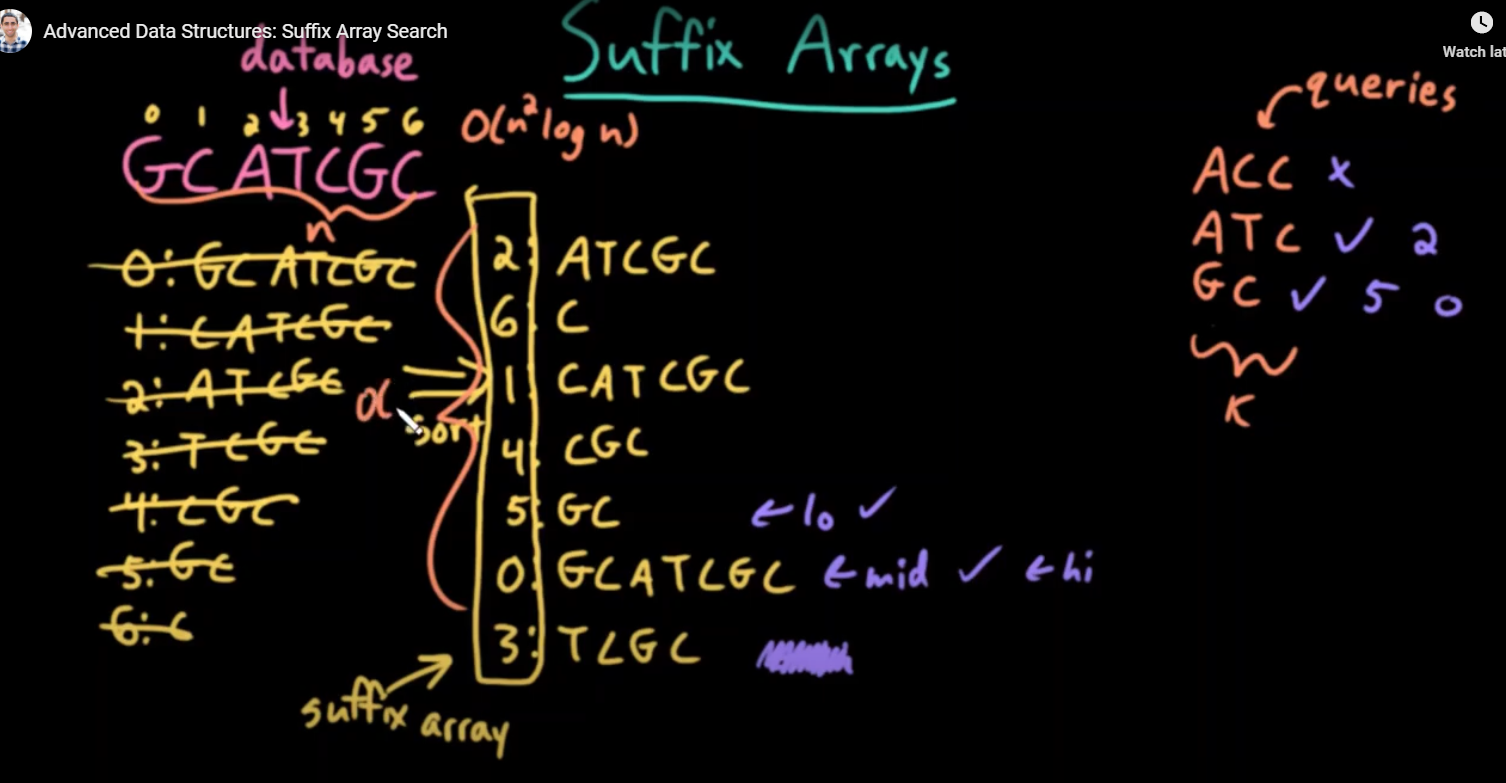 Advanced Data Structures: Suffix Array Search
Watch lat
Suffix Arrays
database
queries
0 1 2 3 4 5 6
O(n² log n)
GCATCGC
n
0: GCATCGC
1: CATCGC
2: ATCGC
3: TCGC
4: CGC
5: GC
6: C
α
sort
2: ATCGC
6: C
1: CATCGC
4: CGC
5: GC ← lo ✓
0: GCATCGC ← mid ✓ ← hi
3: TCGC
suffix array
ACC x
ATC ✓ 2
GC ✓ 5 0
K